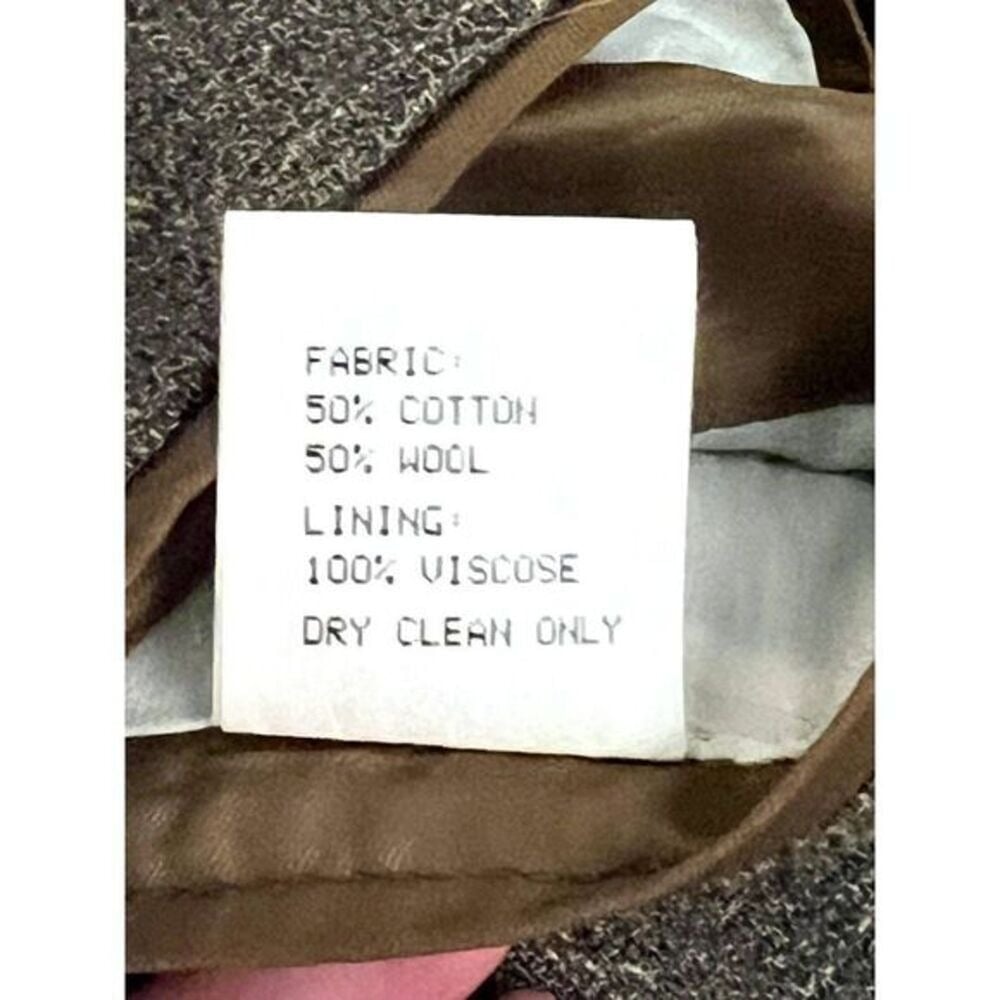 FABRIC:
50% COTTON
50% WOOL
LINING:
100% VISCOSE
DRY CLEAN ONLY